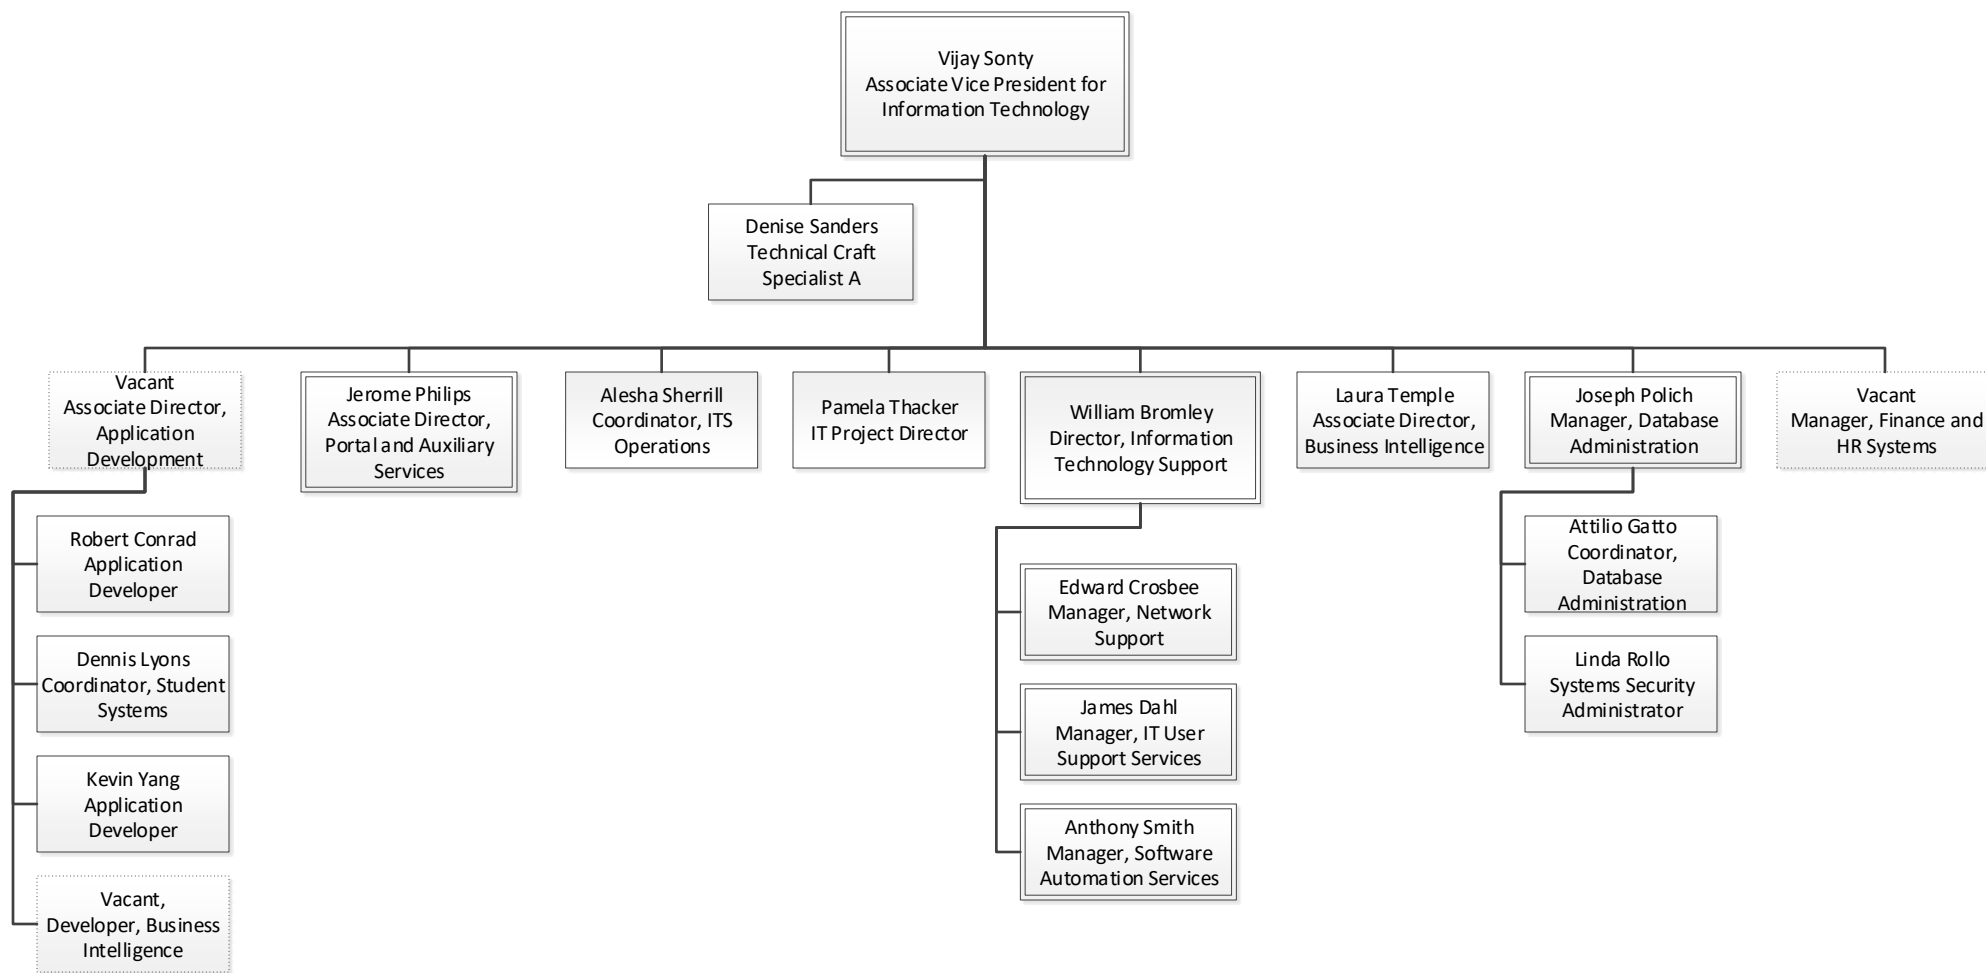 Vijay Sonty
Associate Vice President for
Information Technology
Denise Sanders
Technical Craft
Specialist A
Vacant
Associate Director,
Application
Development
Jerome Philips
Associate Director,
Portal and Auxiliary
Services
Alesha Sherrill
Coordinator, ITS
Operations
Pamela Thacker
IT Project Director
William Bromley
Director, Information
Technology Support
Laura Temple
Associate Director,
Business Intelligence
Joseph Polich
Manager, Database
Administration
Vacant
Manager, Finance and
HR Systems
Robert Conrad
Application
Developer
Dennis Lyons
Coordinator, Student
Systems
Kevin Yang
Application
Developer
Vacant,
Developer, Business
Intelligence
Edward Crosbee
Manager, Network
Support
James Dahl
Manager, IT User
Support Services
Anthony Smith
Manager, Software
Automation Services
Attilio Gatto
Coordinator,
Database
Administration
Linda Rollo
Systems Security
Administrator